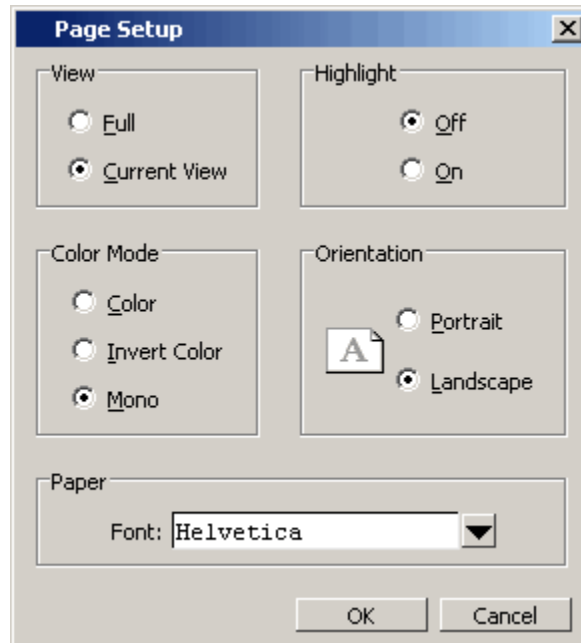 Page Setup
View
Full
Current View
Highlight
Off
On
Color Mode
Color
Invert Color
Mono
Orientation
A
Portrait
Landscape
Paper
Font: Helvetica
OK Cancel